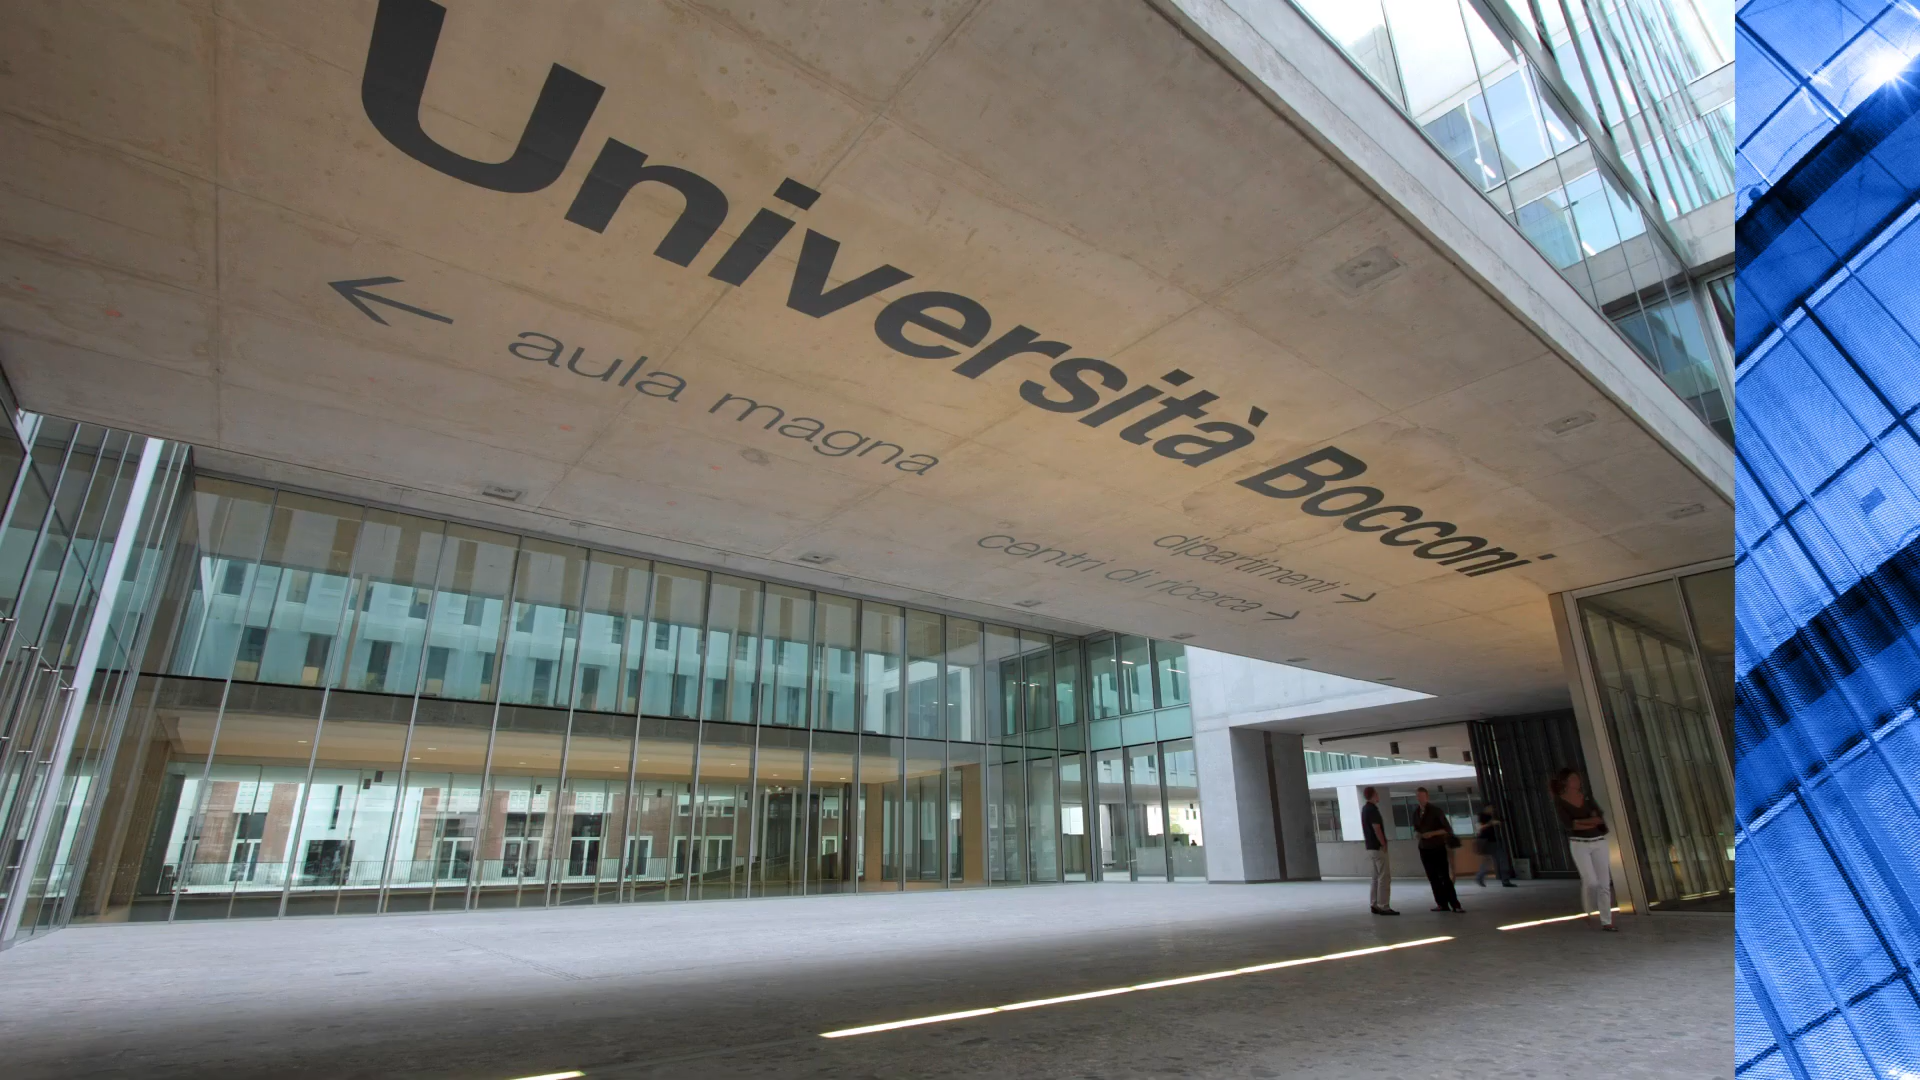 Università Bocconi
← aula magna
dipartimenti →
centri di ricerca →